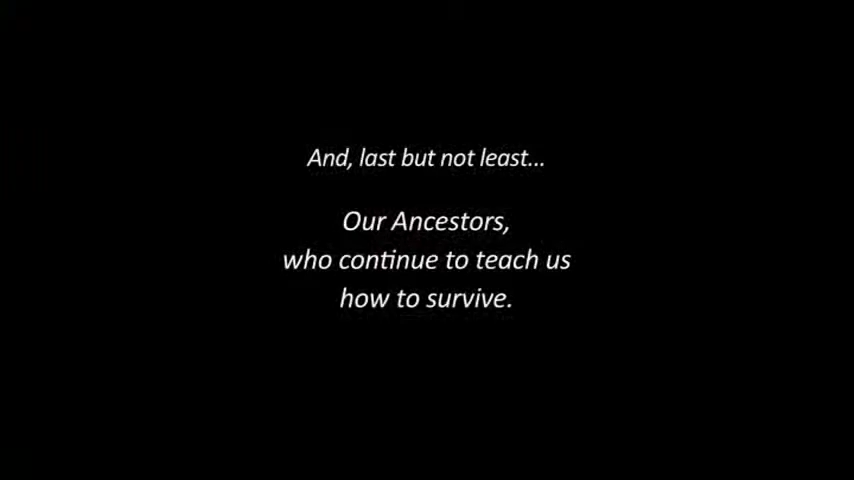 And, last but not least...
Our Ancestors,
who continue to teach us
how to survive.